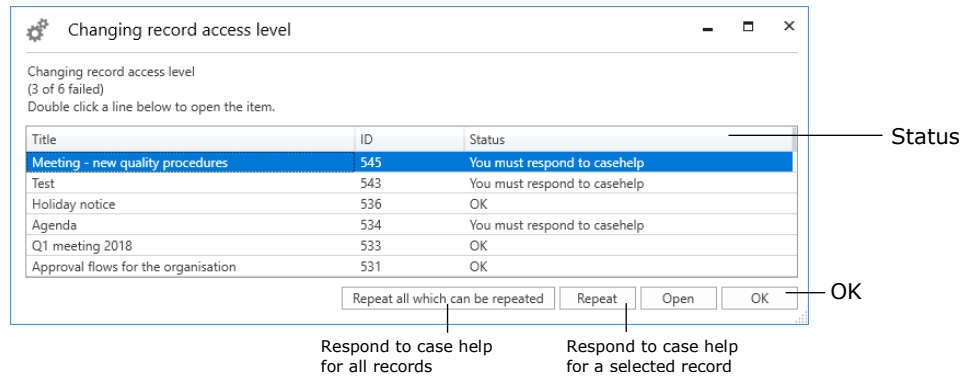 Changing record access level
Changing record access level
(3 of 6 failed)
Double click a line below to open the item.
Title ID Status
Status
Meeting - new quality procedures 545 You must respond to casehelp
Test 543 You must respond to casehelp
Holiday notice 536 OK
Agenda 534 You must respond to casehelp
Q1 meeting 2018 533 OK
Approval flows for the organisation 531 OK
Repeat all which can be repeated Repeat Open OK
OK
Respond to case help
for all records
Respond to case help
for a selected record